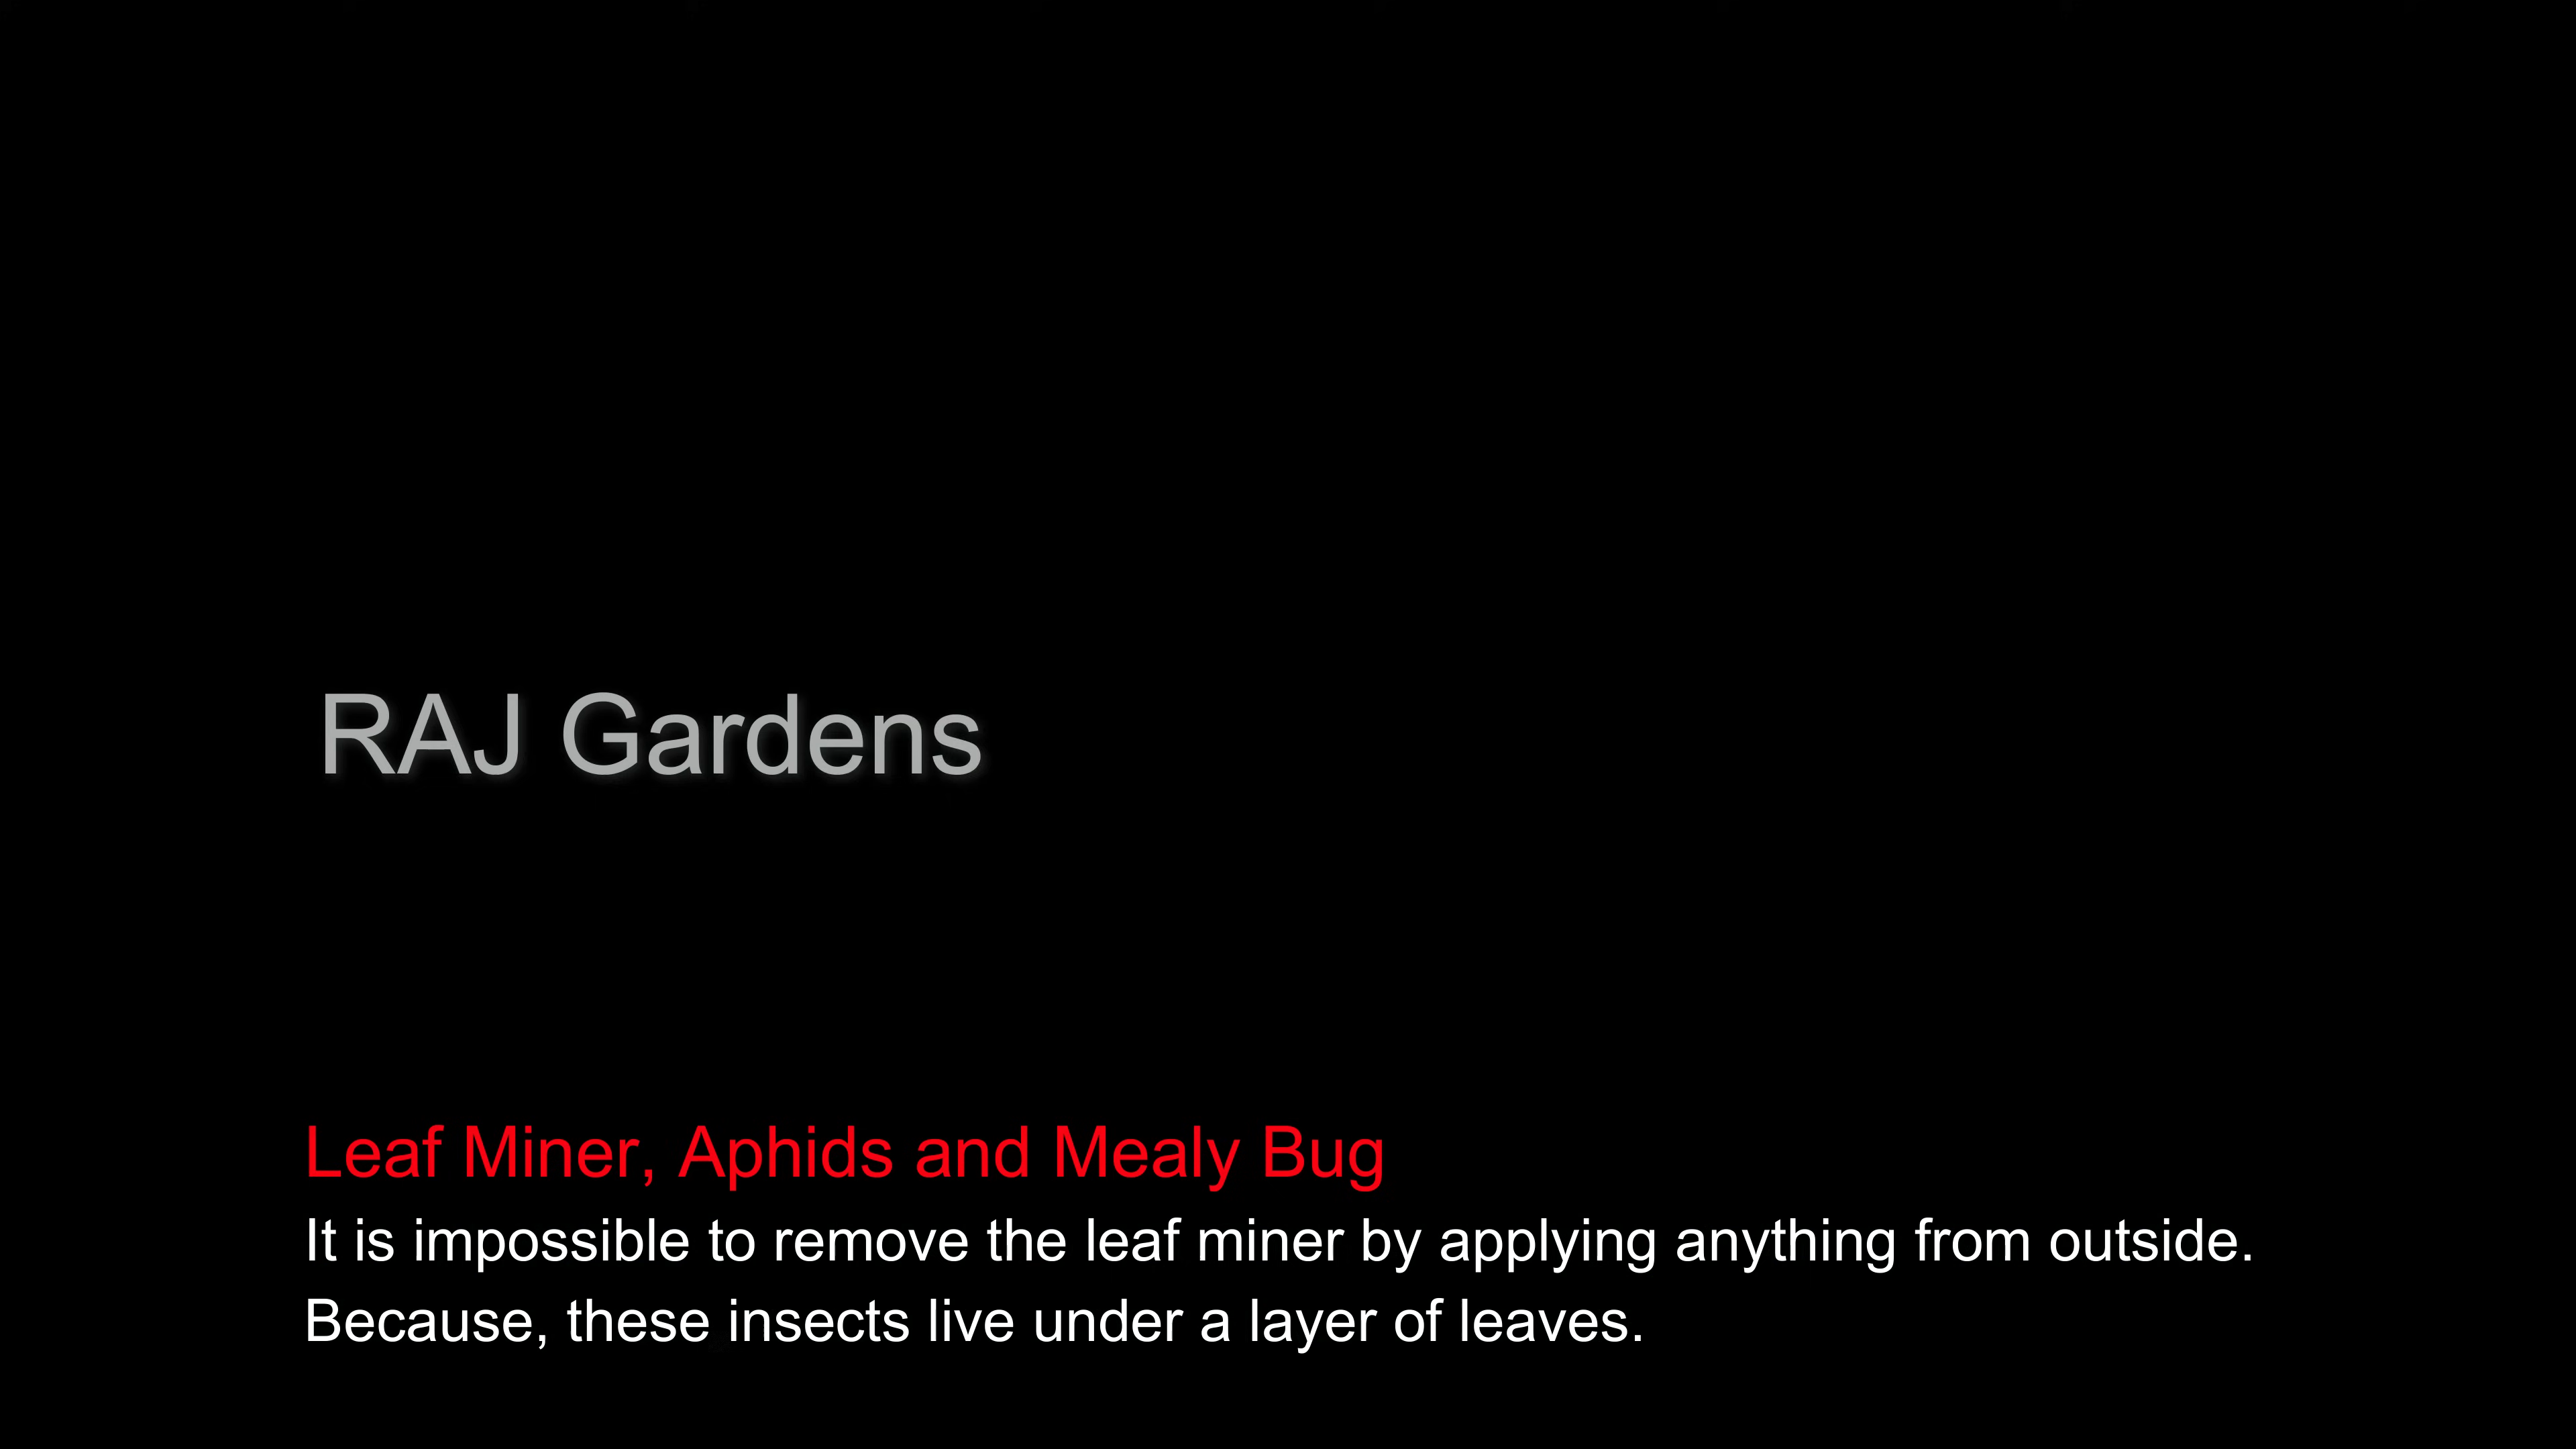 RAJ Gardens
Leaf Miner, Aphids and Mealy Bug
It is impossible to remove the leaf miner by applying anything from outside.
Because, these insects live under a layer of leaves.